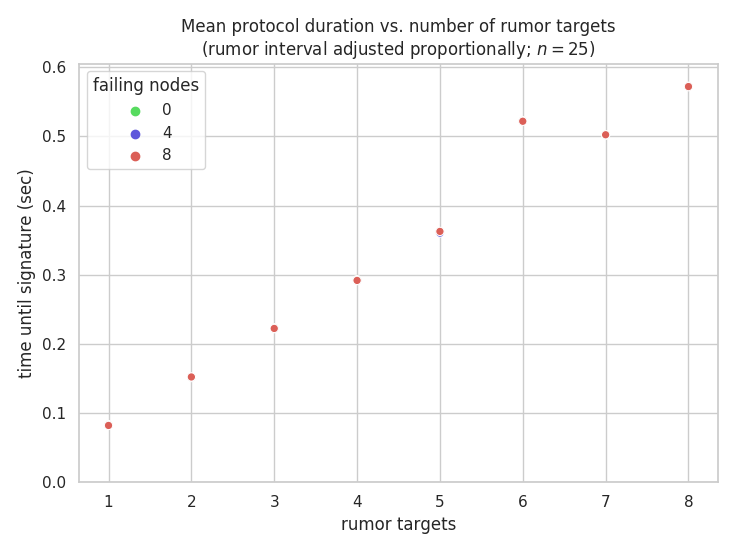 Mean protocol duration vs. number of rumor targets
(rumor interval adjusted proportionally; n = 25)
failing nodes
0
4
8
time until signature (sec)
0.6
0.5
0.4
0.3
0.2
0.1
0.0
1 2 3 4 5 6 7 8
rumor targets